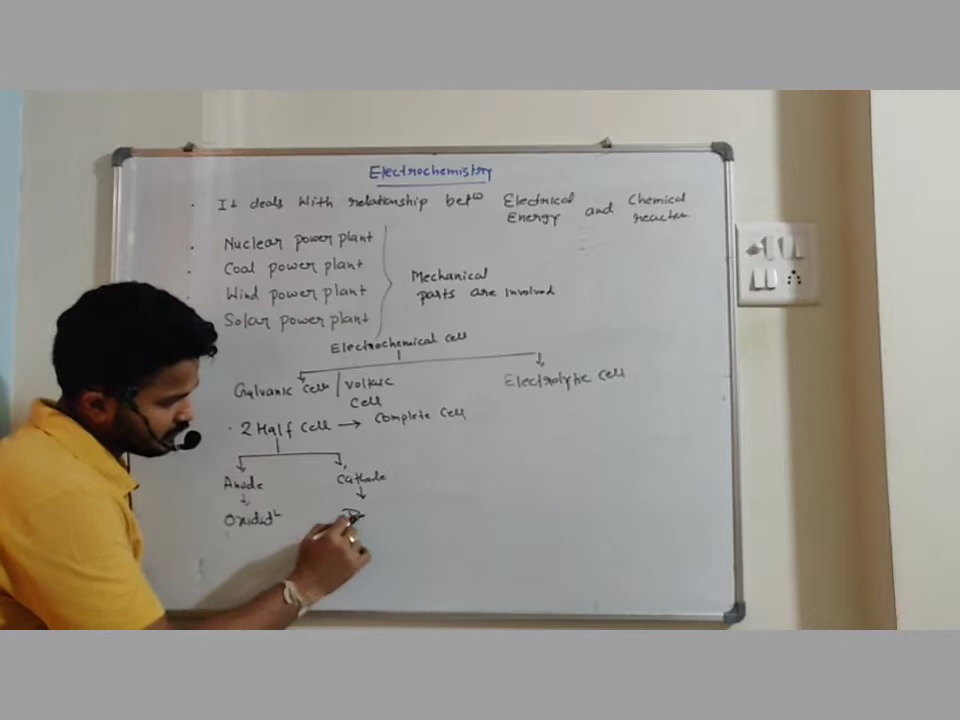 Electrochemistry
· It deals with relationship betn Electrical Energy and Chemical reaction
· Nuclear power plant
· Coal power plant
· Wind power plant
· Solar power plant
Mechanical
parts are involved
Electrochemical cell
Galvanic cell / Voltaic cell
Electrolytic cell
· 2 Half cell → Complete cell
Anode
Cathode
Oxidatn